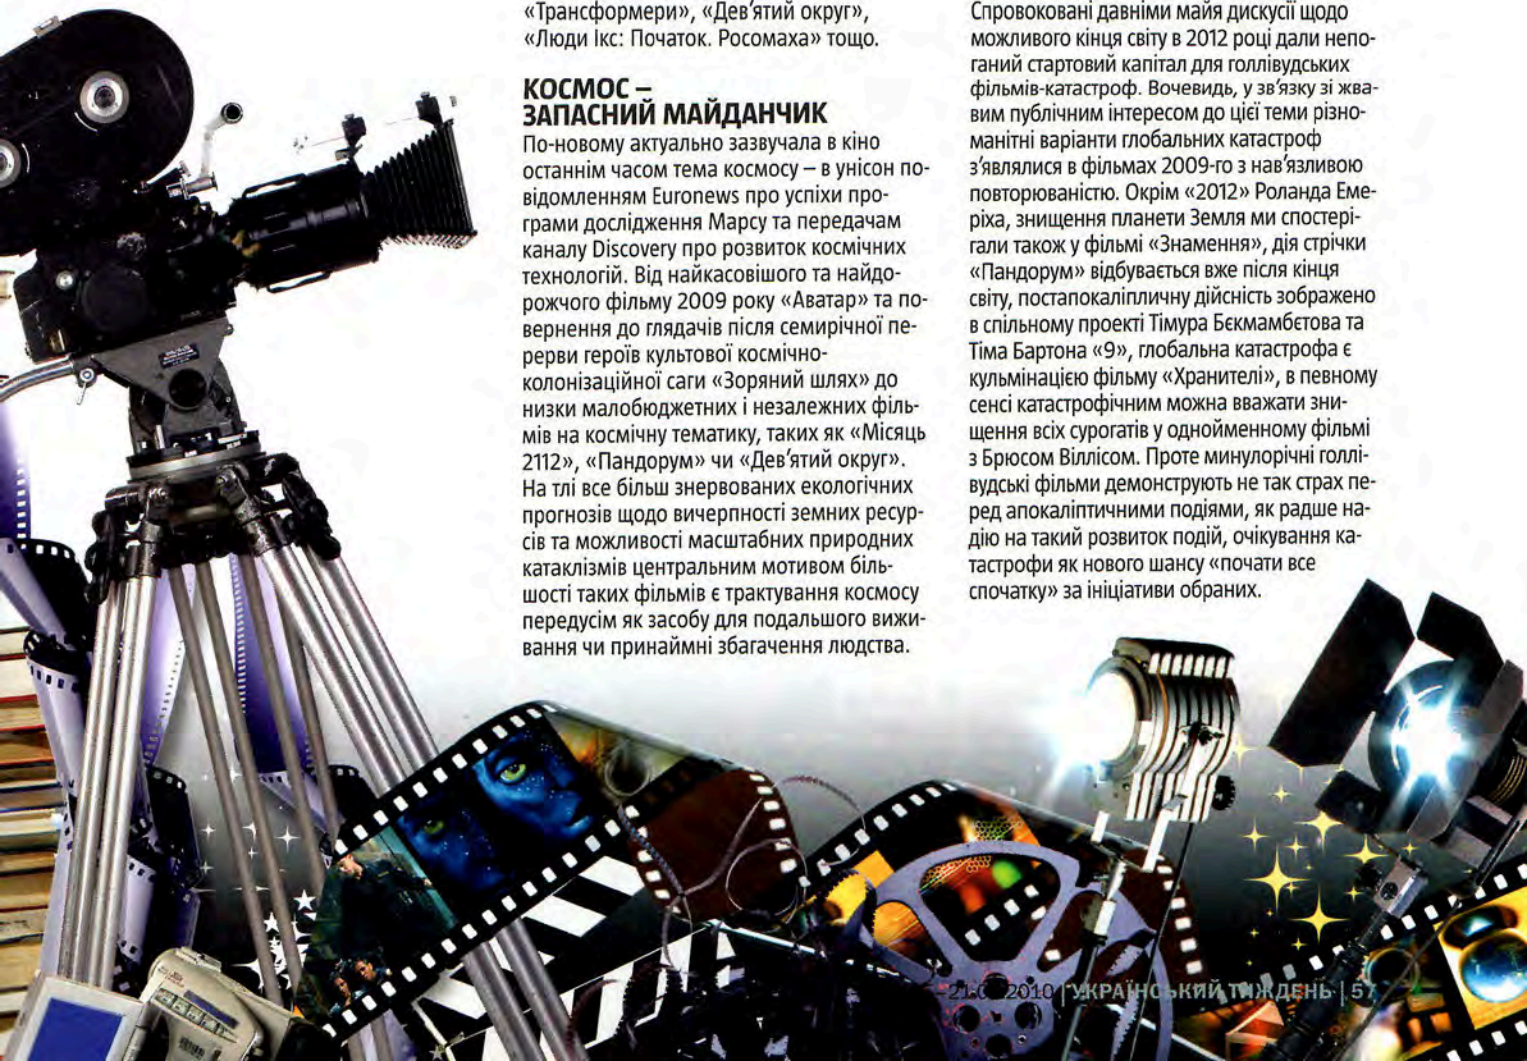 «Трансформери», «Дев'ятий округ»,
«Люди Ікс: Початок. Росомаха» тощо.
КОСМОС –
ЗАПАСНИЙ МАЙДАНЧИК
По-новому актуально зазвучала в кіно
останнім часом тема космосу – в унісон по-
відомленням Euronews про успіхи про-
грами дослідження Марсу та передачам
каналу Discovery про розвиток космічних
технологій. Від найкасовішого та найдо-
рожчого фільму 2009 року «Аватар» та по-
вернення до глядачів після семирічної пе-
рерви героїв культової космічно-
колонізаційної саги «Зоряний шлях» до
низки малобюджетних і незалежних філь-
мів на космічну тематику, таких як «Місяць
2112», «Пандорум» чи «Дев'ятий округ».
На тлі все більш знервованих екологічних
прогнозів щодо вичерпності земних ресур-
сів та можливості масштабних природних
катаклізмів центральним мотивом біль-
шості таких фільмів є трактування космосу
передусім як засобу для подальшого вижи-
вання чи принаймні збагачення людства.
Спровоковані давніми майя дискусії щодо
можливого кінця світу в 2012 році дали непо-
ганий стартовий капітал для голлівудських
фільмів-катастроф. Вочевидь, у зв'язку зі жва-
вим публічним інтересом до цієї теми різно-
манітні варіанти глобальних катастроф
з'являлися в фільмах 2009-го з нав'язливою
повторюваністю. Окрім «2012» Роланда Еме-
ріха, знищення планети Земля ми спостері-
гали також у фільмі «Знамення», дія стрічки
«Пандорум» відбувається вже після кінця
світу, постапокаліпличну дійсність зображено
в спільному проекті Тімура Бєкмамбєтова та
Тіма Бартона «9», глобальна катастрофа є
кульмінацією фільму «Хранителі», в певному
сенсі катастрофічним можна вважати зни-
щення всіх сурогатів у однойменному фільмі
з Брюсом Віллісом. Проте минулорічні голлі-
вудські фільми демонструють не так страх пе-
ред апокаліптичними подіями, як радше на-
дію на такий розвиток подій, очікування ка-
тастрофи як нового шансу «почати все
спочатку» за ініціативи обраних.
2010 | УКРАЇНСЬКИЙ ТИЖДЕНЬ | 57